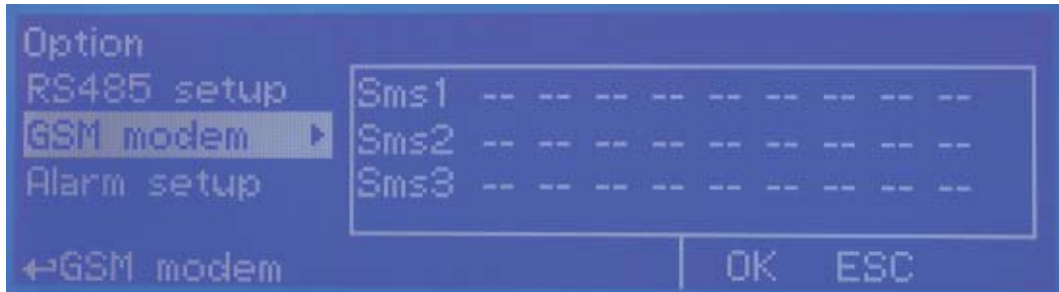 Option
RS485 setup
GSM modem ▶
Alarm setup
Sms1 -- -- -- -- -- -- -- -- --
Sms2 -- -- -- -- -- -- -- -- --
Sms3 -- -- -- -- -- -- -- -- --
↩GSM modem
OK ESC